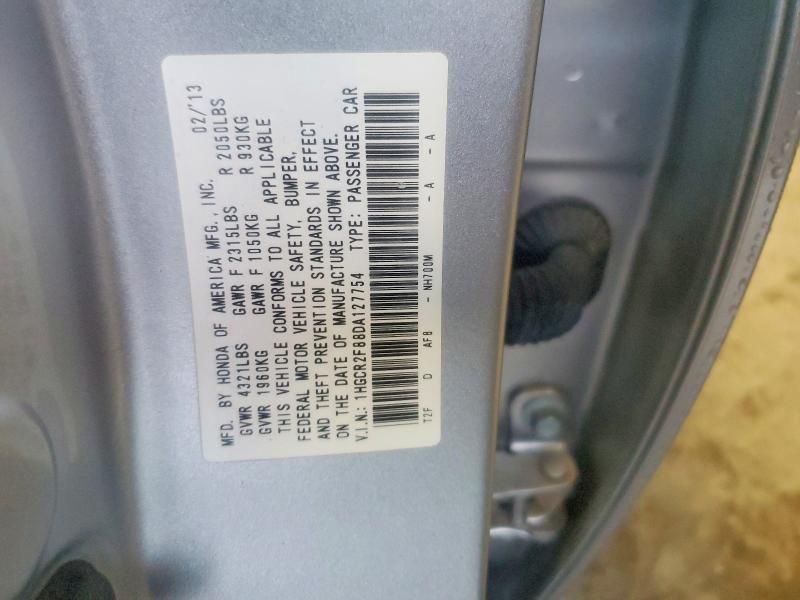 MFD. BY HONDA OF AMERICA MFG., INC. 02/'13
GVWR 4321LBS GAWR F 2315LBS R 2050LBS
GVWR 1960KG GAWR F 1050KG R 930KG
THIS VEHICLE CONFORMS TO ALL APPLICABLE
FEDERAL MOTOR VEHICLE SAFETY, BUMPER,
AND THEFT PREVENTION STANDARDS IN EFFECT
ON THE DATE OF MANUFACTURE SHOWN ABOVE.
V.I.N.: 1HGCR2F88DA127754 TYPE: PASSENGER CAR
T2F D AF8 - NH700M - A - A